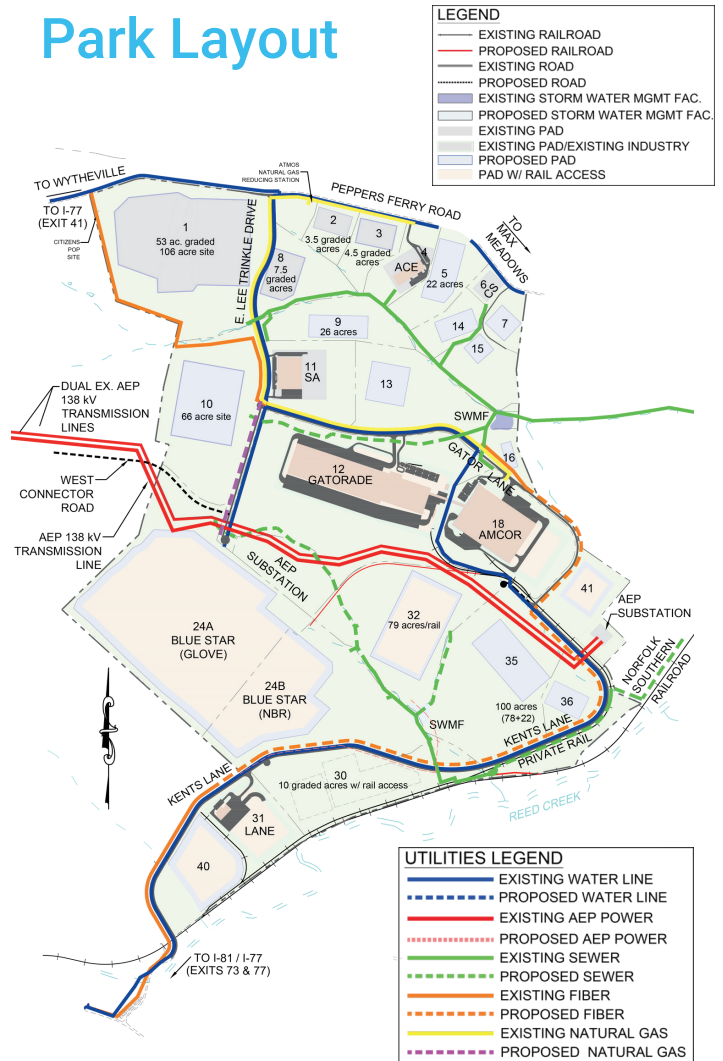 Park Layout
LEGEND
EXISTING RAILROAD
PROPOSED RAILROAD
EXISTING ROAD
PROPOSED ROAD
EXISTING STORM WATER MGMT FAC.
PROPOSED STORM WATER MGMT FAC.
EXISTING PAD
EXISTING PAD/EXISTING INDUSTRY
PROPOSED PAD
PAD W/ RAIL ACCESS
ATMOS
NATURAL GAS
REDUCING STATION
TO WYTHEVILLE
PEPPERS FERRY ROAD
TO I-77
(EXIT 41)
CITIZENS
POP
SITE
TO
MAX
MEADOWS
1
53 ac. graded
106 acre site
E. LEE TRINKLE DRIVE
2
3.5 graded
acres
3
4.5 graded
acres
4
ACE
5
22 acres
6
CS
7
8
7.5
graded
acres
9
26 acres
14
15
11
SA
13
10
66 acre site
DUAL EX. AEP
138 kV
TRANSMISSION
LINES
SWMF
GATOR LANE
16
12
GATORADE
WEST
CONNECTOR
ROAD
18
AMCOR
AEP 138 kV
TRANSMISSION
LINE
AEP
SUBSTATION
41
AEP
SUBSTATION
24A
BLUE STAR
(GLOVE)
32
79 acres/rail
35
NORFOLK
SOUTHERN
RAILROAD
24B
BLUE STAR
(NBR)
36
100 acres
(78+22)
SWMF
KENTS LANE
PRIVATE RAIL
KENTS LANE
30
10 graded acres w/ rail access
REED CREEK
31
LANE
40
TO I-81 / I-77
(EXITS 73 & 77)
UTILITIES LEGEND
EXISTING WATER LINE
PROPOSED WATER LINE
EXISTING AEP POWER
PROPOSED AEP POWER
EXISTING SEWER
PROPOSED SEWER
EXISTING FIBER
PROPOSED FIBER
EXISTING NATURAL GAS
PROPOSED NATURAL GAS